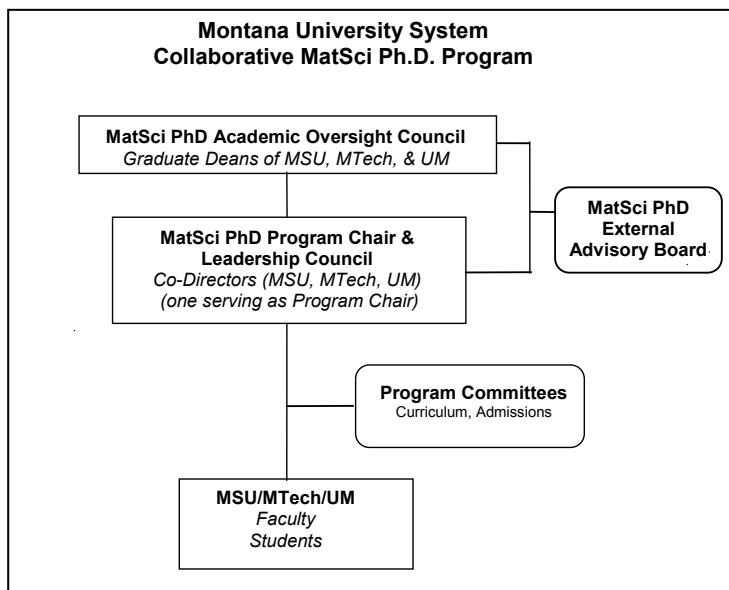 Montana University System
Collaborative MatSci Ph.D. Program
MatSci PhD Academic Oversight Council
Graduate Deans of MSU, MTech, & UM
MatSci PhD
External
Advisory Board
MatSci PhD Program Chair &
Leadership Council
Co-Directors (MSU, MTech, UM)
(one serving as Program Chair)
Program Committees
Curriculum, Admissions
MSU/MTech/UM
Faculty
Students